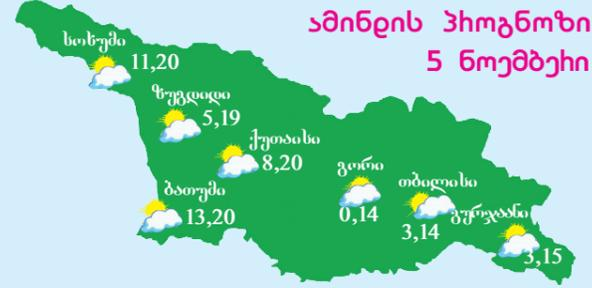 ამინდის პროგნოზი
5 ნოემბერი
სოხუმი
11,20
ზუგდიდი
5,19
ქუთაისი
8,20
გორი
0,14
თბილისი
3,14
ბათუმი
13,20
გურჯაანი
3,15